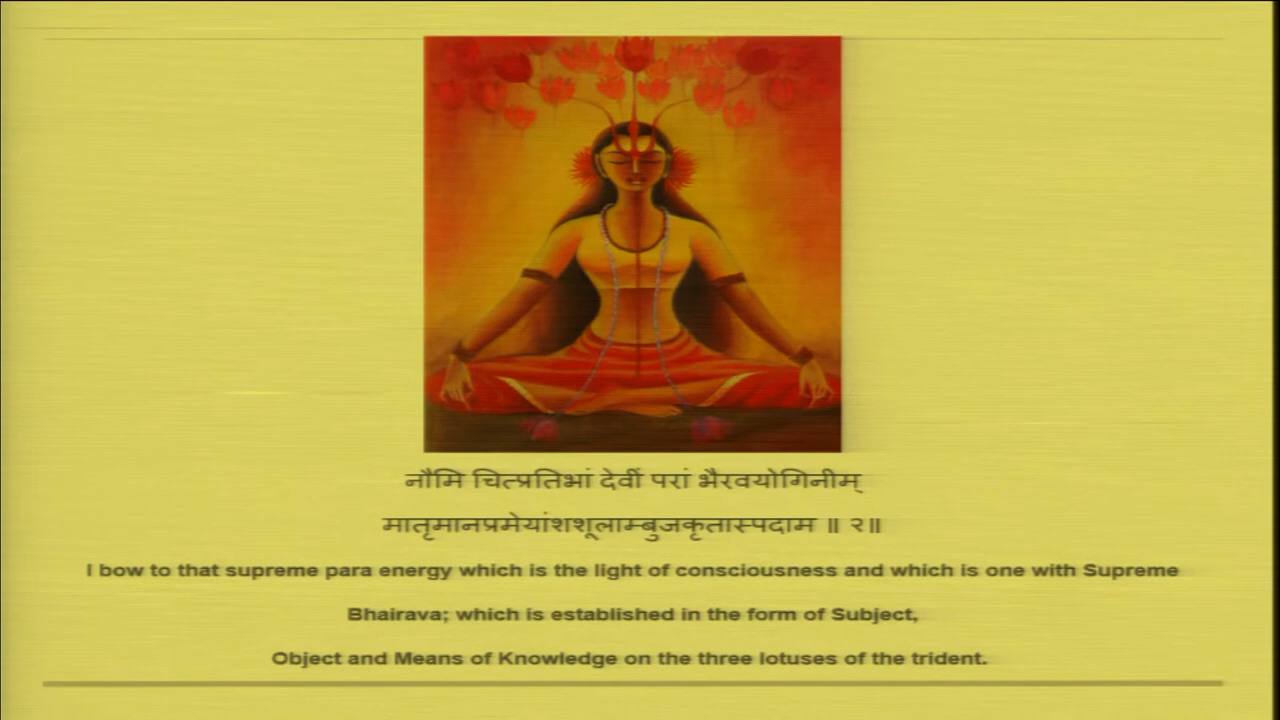 नौमि चित्प्रतिभां देवीं परां भैरवयोगिनीम्
मातृमानप्रमेयांशशूलाम्बुजकृतास्पदाम ॥ २॥
I bow to that supreme para energy which is the light of consciousness and which is one with Supreme
Bhairava; which is established in the form of Subject,
Object and Means of Knowledge on the three lotuses of the trident.